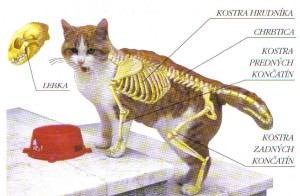 KOSTRA HRUDNÍKA
CHRBTICA
KOSTRA
PREDNÝCH
KONČATÍN
LEBKA
KOSTRA
ZADNÝCH
KONČATÍN